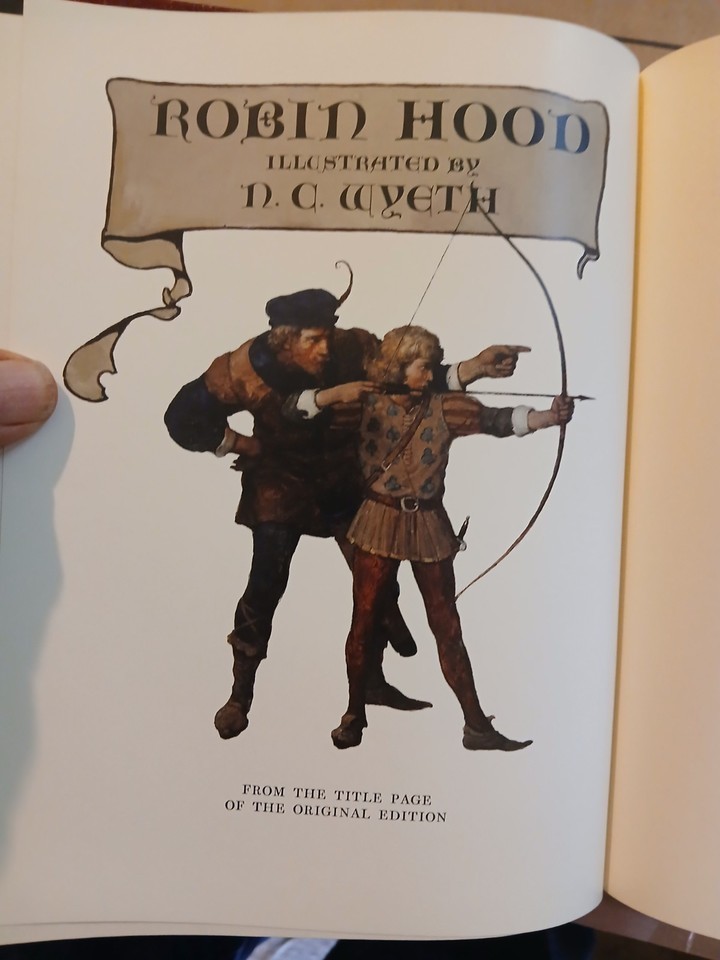 ROBIN HOOD
ILLUSTRATED BY
N. C. WYETH
FROM THE TITLE PAGE
OF THE ORIGINAL EDITION